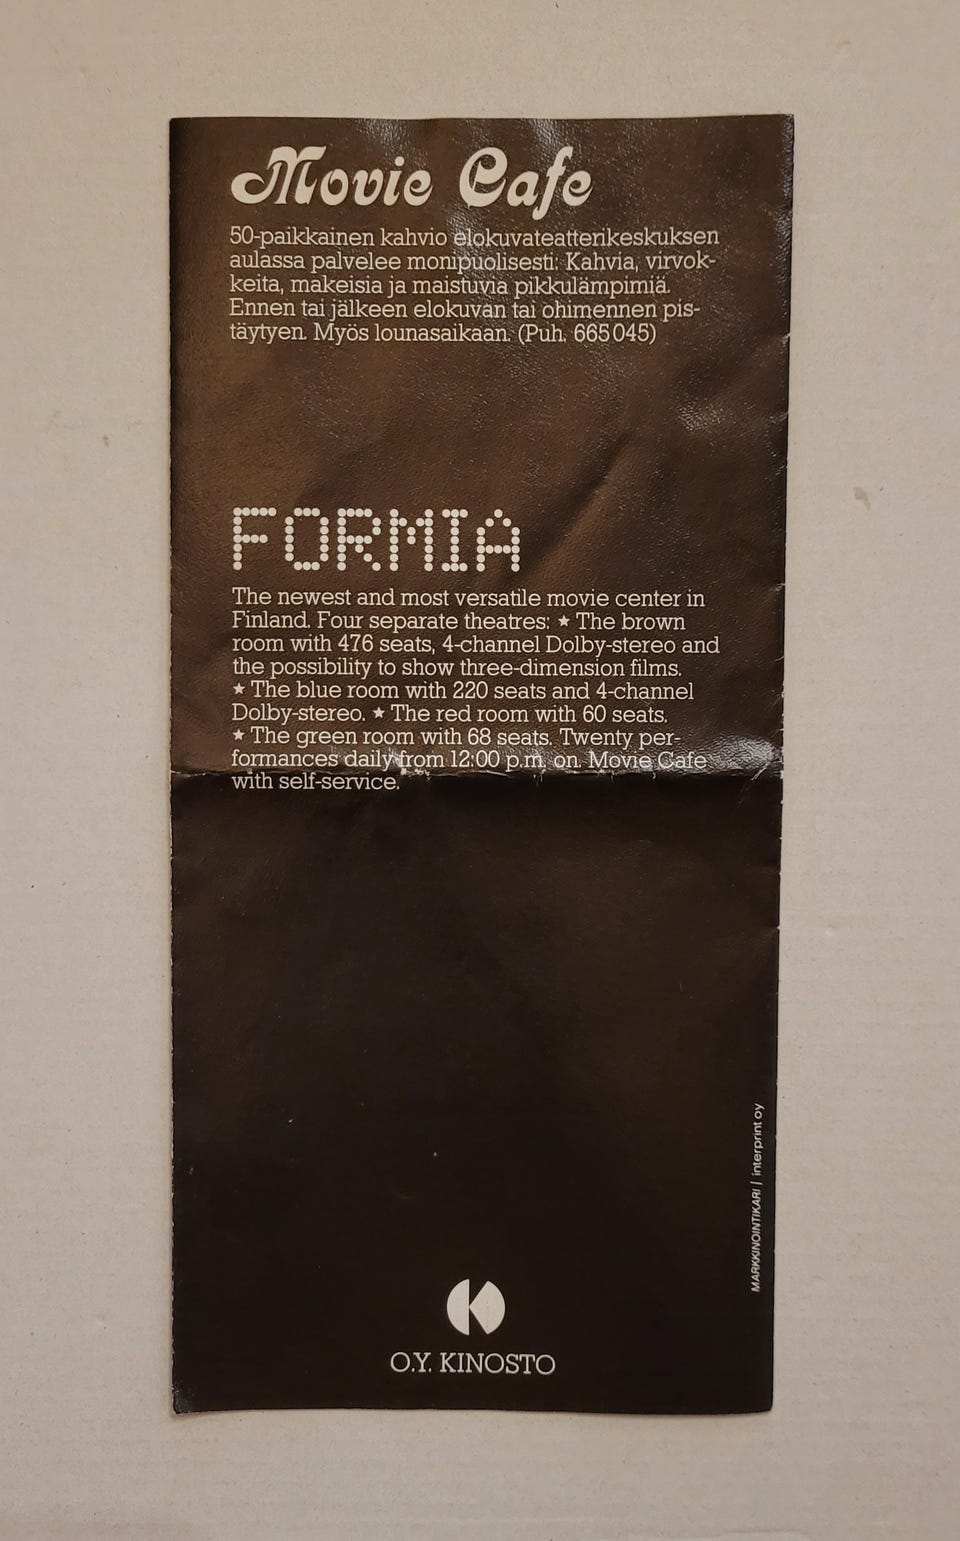 Movie Cafe
50-paikkainen kahvio elokuvateatterikeskuksen
aulassa palvelee monipuolisesti: Kahvia, virvok-
keita, makeisia ja maistuvia pikkulämpimiä.
Ennen tai jälkeen elokuvan tai ohimennen pis-
täytyen. Myös lounasaikaan. (Puh. 665045)
FORMIA
The newest and most versatile movie center in
Finland. Four separate theatres: ★ The brown
room with 476 seats, 4-channel Dolby-stereo and
the possibility to show three-dimension films.
★ The blue room with 220 seats and 4-channel
Dolby-stereo. ★ The red room with 60 seats.
★ The green room with 68 seats. Twenty per-
formances daily from 12:00 p.m. on. Movie Cafe
with self-service.
MARKKINOINTIKARI | interprint oy
K
O.Y. KINOSTO